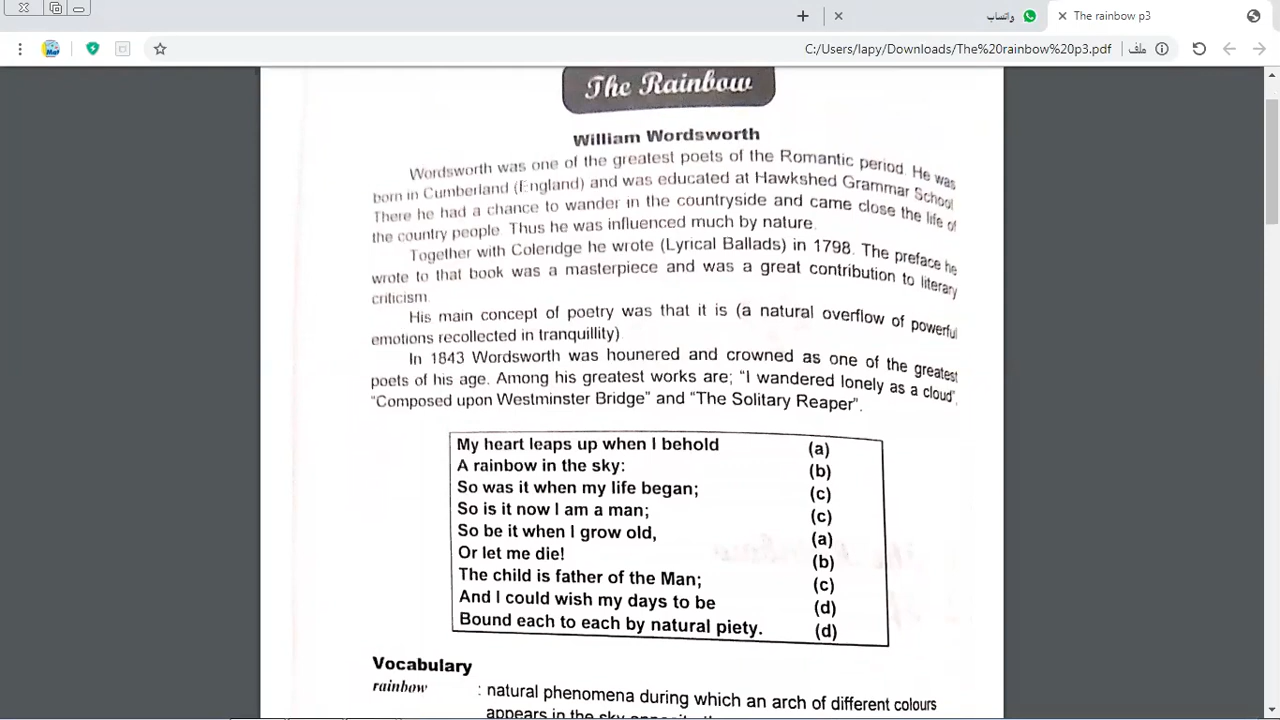 واتساب
The rainbow p3
C:/Users/lapy/Downloads/The%20rainbow%20p3.pdf
ملف
The Rainbow
William Wordsworth
Wordsworth was one of the greatest poets of the Romantic period. He was
born in Cumberland (England) and was educated at Hawkshed Grammar School
There he had a chance to wander in the countryside and came close the life of
the country people. Thus he was influenced much by nature.
Together with Coleridge he wrote (Lyrical Ballads) in 1798. The preface he
wrote to that book was a masterpiece and was a great contribution to literary
criticism.
His main concept of poetry was that it is (a natural overflow of powerful
emotions recollected in tranquillity)
In 1843 Wordsworth was hounered and crowned as one of the greatest
poets of his age. Among his greatest works are; “I wandered lonely as a cloud”,
“Composed upon Westminster Bridge” and “The Solitary Reaper”.
My heart leaps up when I behold (a)
A rainbow in the sky: (b)
So was it when my life began; (c)
So is it now I am a man; (c)
So be it when I grow old, (a)
Or let me die! (b)
The child is father of the Man; (c)
And I could wish my days to be (d)
Bound each to each by natural piety. (d)
Vocabulary
rainbow : natural phenomena during which an arch of different colours
appears in the sky